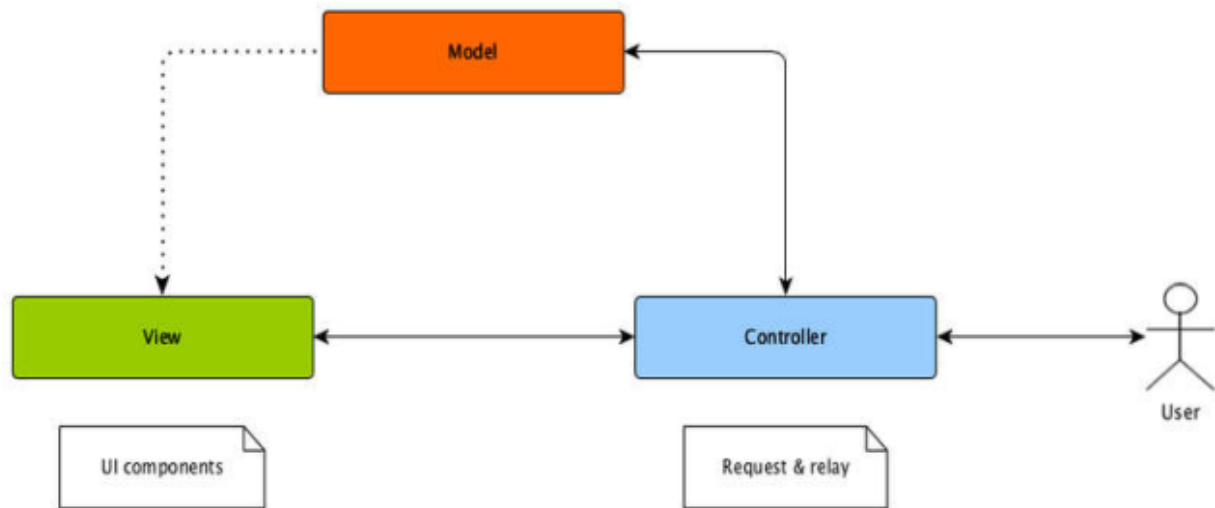 Model
View
Controller
User
UI components
Request & relay